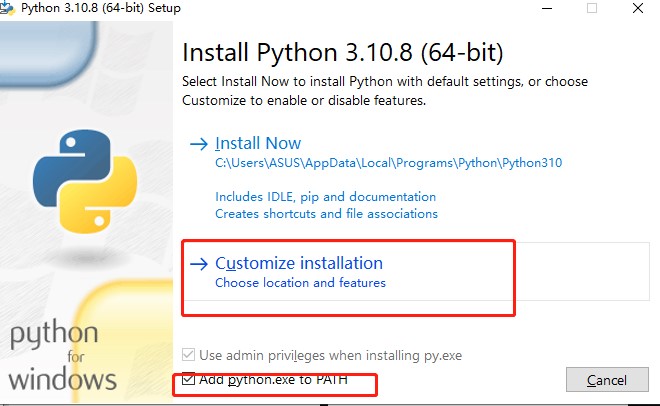 Python 3.10.8 (64-bit) Setup
Install Python 3.10.8 (64-bit)
Select Install Now to install Python with default settings, or choose
Customize to enable or disable features.
Install Now
C:\Users\ASUS\AppData\Local\Programs\Python\Python310
Includes IDLE, pip and documentation
Creates shortcuts and file associations
Customize installation
Choose location and features
Use admin privileges when installing py.exe
Add python.exe to PATH
Cancel
python
for
windows